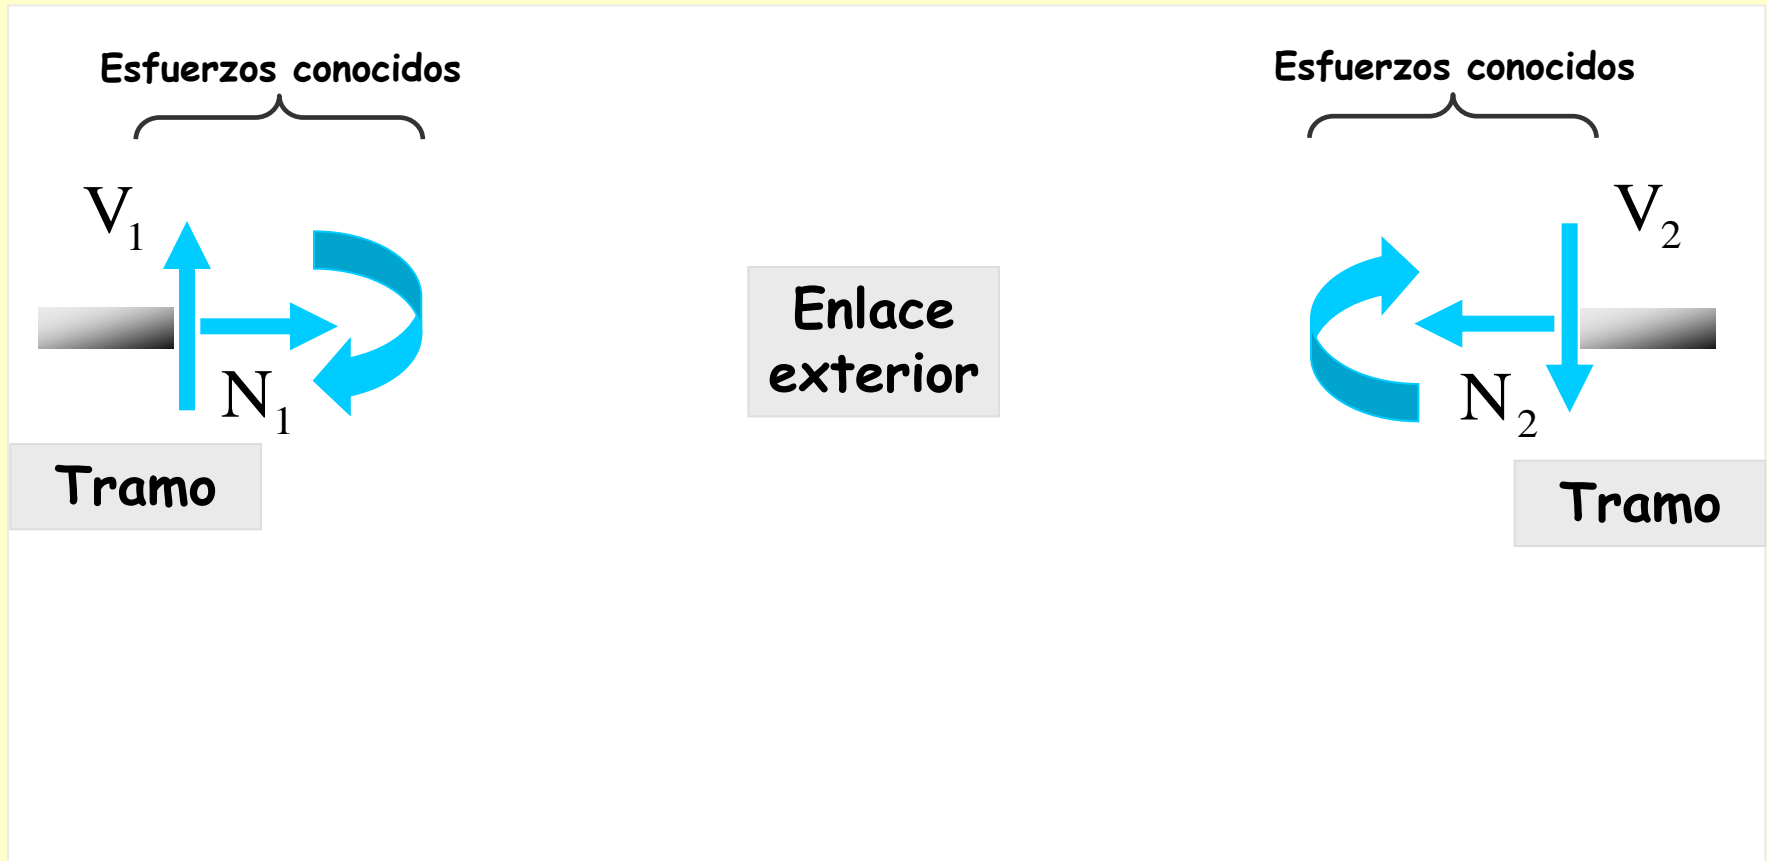 Esfuerzos conocidos
Esfuerzos conocidos
V1
V2
Enlace
exterior
N1
N2
Tramo
Tramo